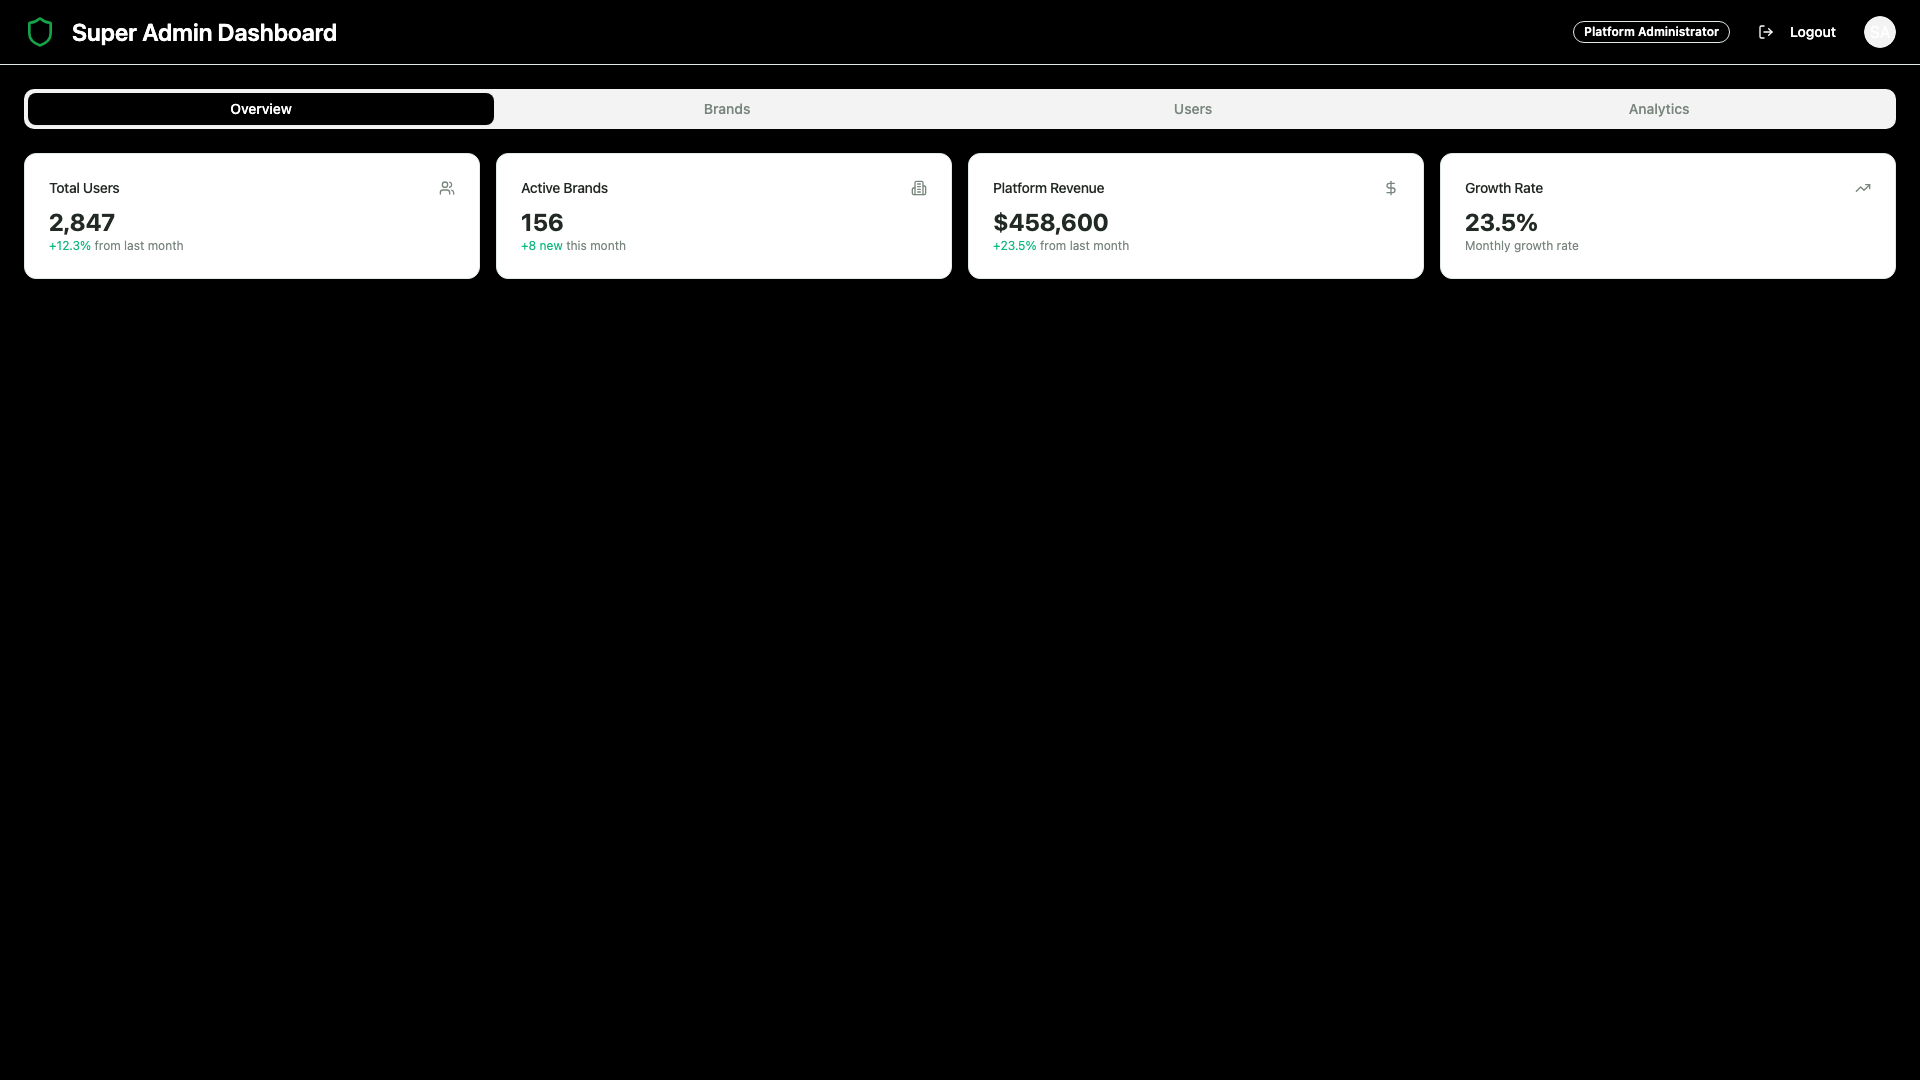 Super Admin Dashboard
Platform Administrator
Logout
SA
Overview
Brands
Users
Analytics
Total Users
2,847
+12.3% from last month
Active Brands
156
+8 new this month
Platform Revenue
$458,600
+23.5% from last month
Growth Rate
23.5%
Monthly growth rate